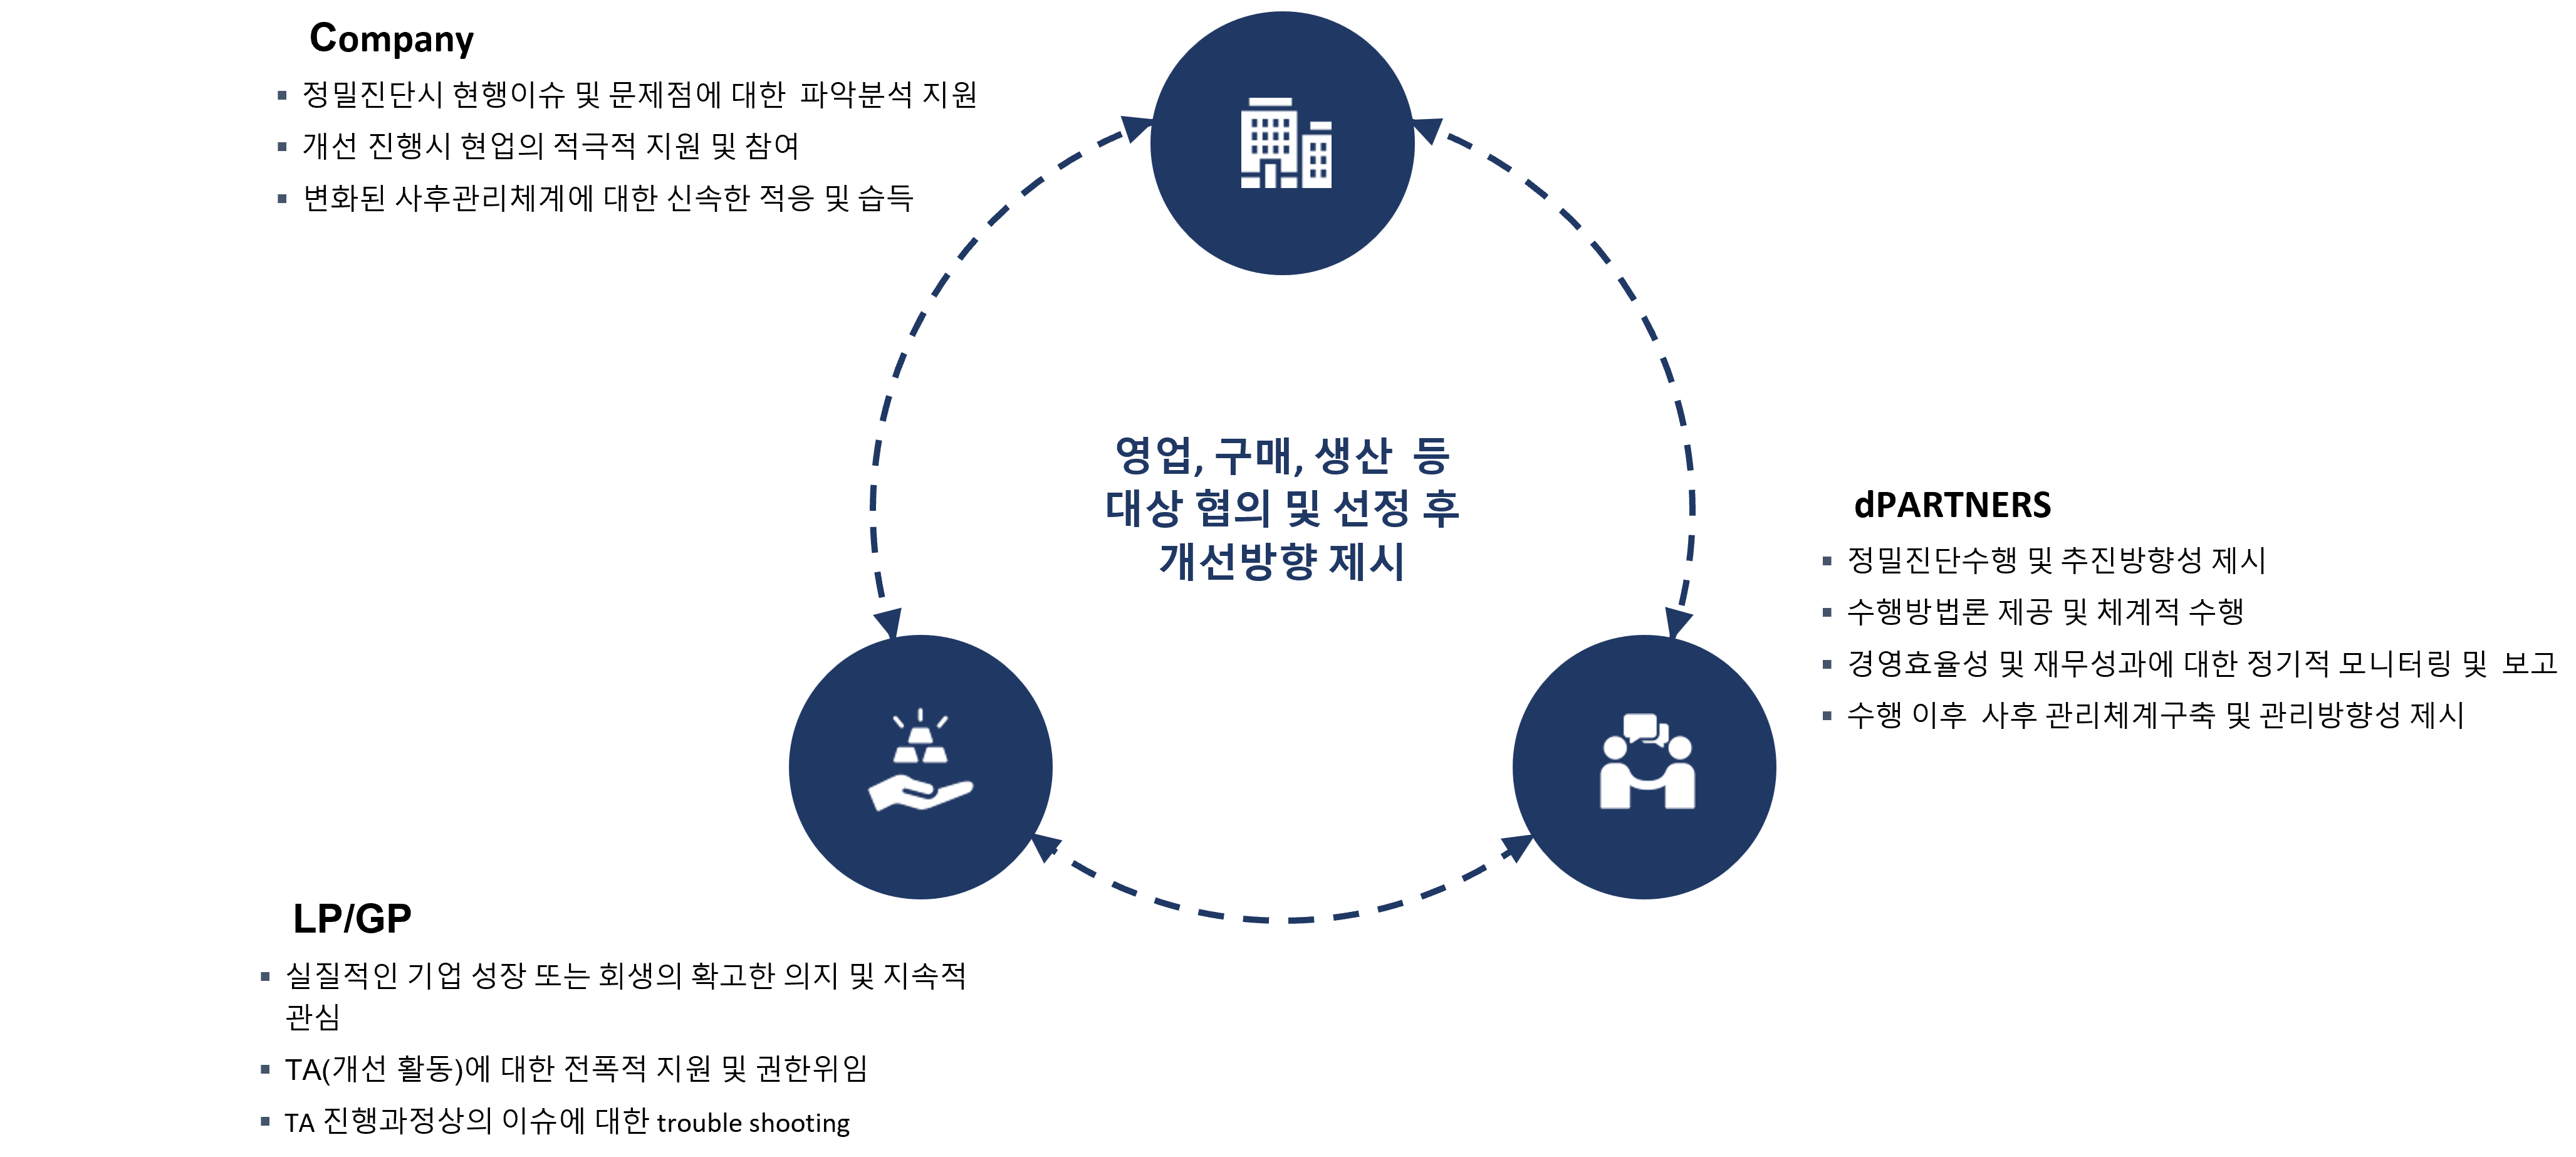 Company
▪ 정밀진단시 현행이슈 및 문제점에 대한 파악분석 지원
▪ 개선 진행시 현업의 적극적 지원 및 참여
▪ 변화된 사후관리체계에 대한 신속한 적응 및 습득
영업, 구매, 생산 등
대상 협의 및 선정 후
개선방향 제시
dPARTNERS
▪ 정밀진단수행 및 추진방향성 제시
▪ 수행방법론 제공 및 체계적 수행
▪ 경영효율성 및 재무성과에 대한 정기적 모니터링 및 보고
▪ 수행 이후 사후 관리체계구축 및 관리방향성 제시
LP/GP
▪ 실질적인 기업 성장 또는 회생의 확고한 의지 및 지속적
관심
▪ TA(개선 활동)에 대한 전폭적 지원 및 권한위임
▪ TA 진행과정상의 이슈에 대한 trouble shooting